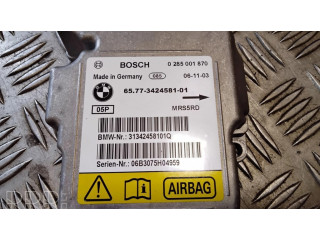 BOSCH 0 285 001 870
Made in Germany 06-11-03
65.77-3424581-01
05P MRS5RD
BMW-Nr.: 31342458101Q
Serien-Nr.: 06B3075H04959
AIRBAG